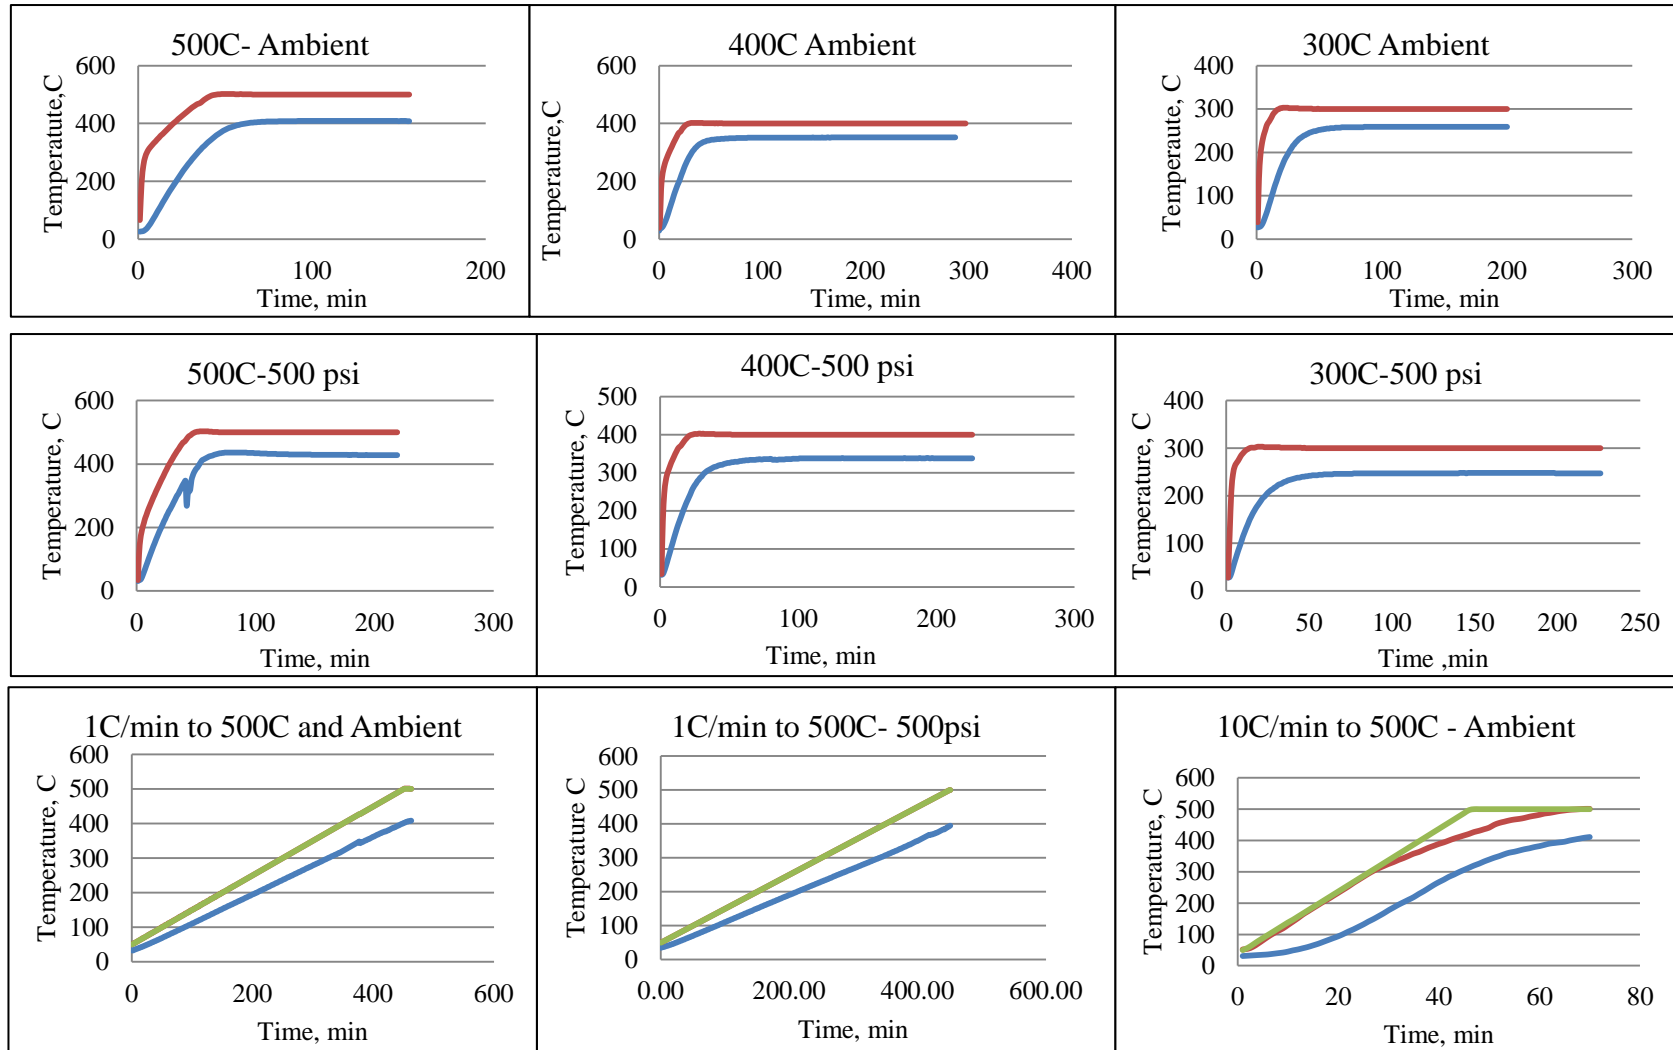 500C- Ambient
Temperatute,C
600
400
200
0
0 100 200
Time, min
400C Ambient
Temperature,C
600
400
200
0
0 100 200 300 400
Time, min
300C Ambient
Temperaute, C
400
300
200
100
0
0 100 200 300
Time, min
500C-500 psi
Temperature, C
600
400
200
0
0 100 200 300
Time, min
400C-500 psi
Temperature, C
500
400
300
200
100
0
0 100 200 300
Time, min
300C-500 psi
Temperature, C
400
300
200
100
0
0 50 100 150 200 250
Time ,min
1C/min to 500C and Ambient
Temperature, C
600
500
400
300
200
100
0
0 200 400 600
Time, min
1C/min to 500C- 500psi
Temperature C
600
500
400
300
200
100
0
0.00 200.00 400.00 600.00
Time, min
10C/min to 500C - Ambient
Temperature, C
600
500
400
300
200
100
0
0 20 40 60 80
Time, min